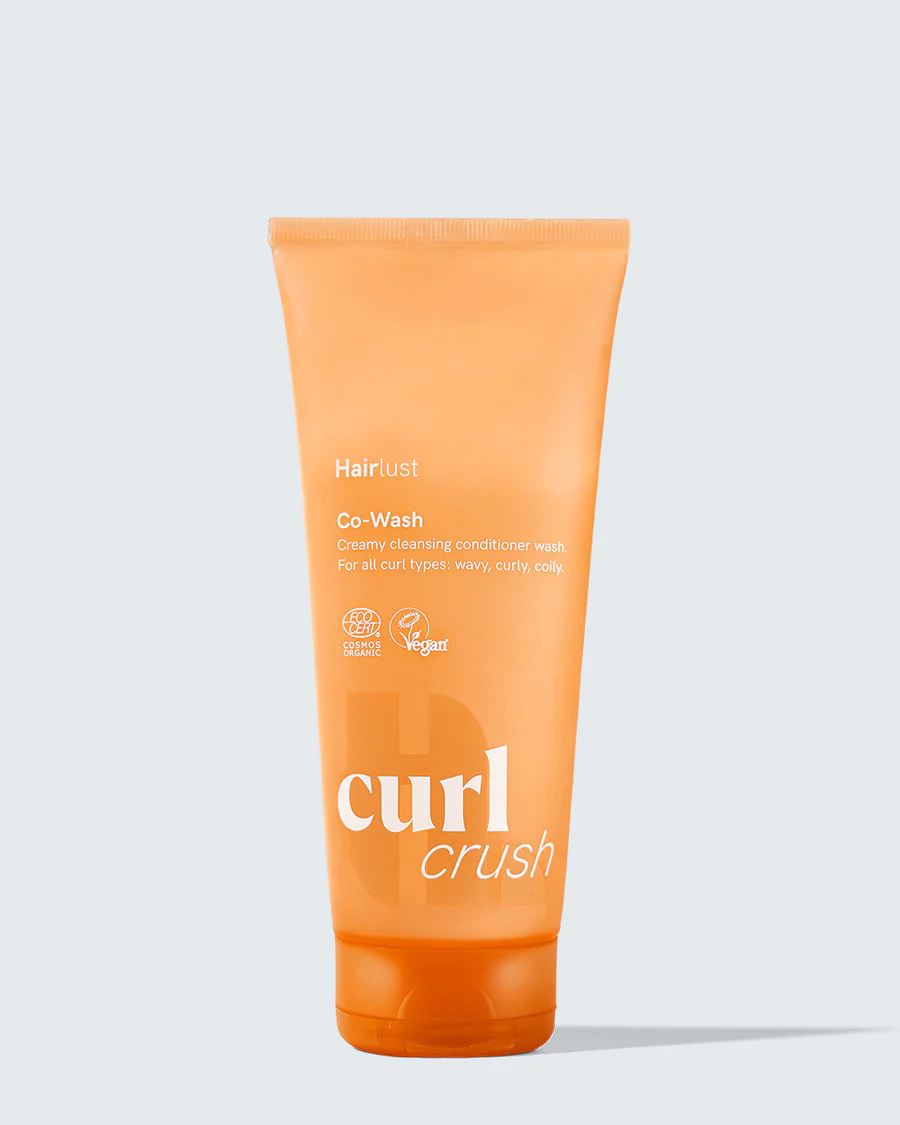 Hairlust
Co-Wash
Creamy cleansing conditioner wash.
For all curl types: wavy, curly, coily.
ECO
CERT®
COSMOS
ORGANIC
Vegan
curl
crush